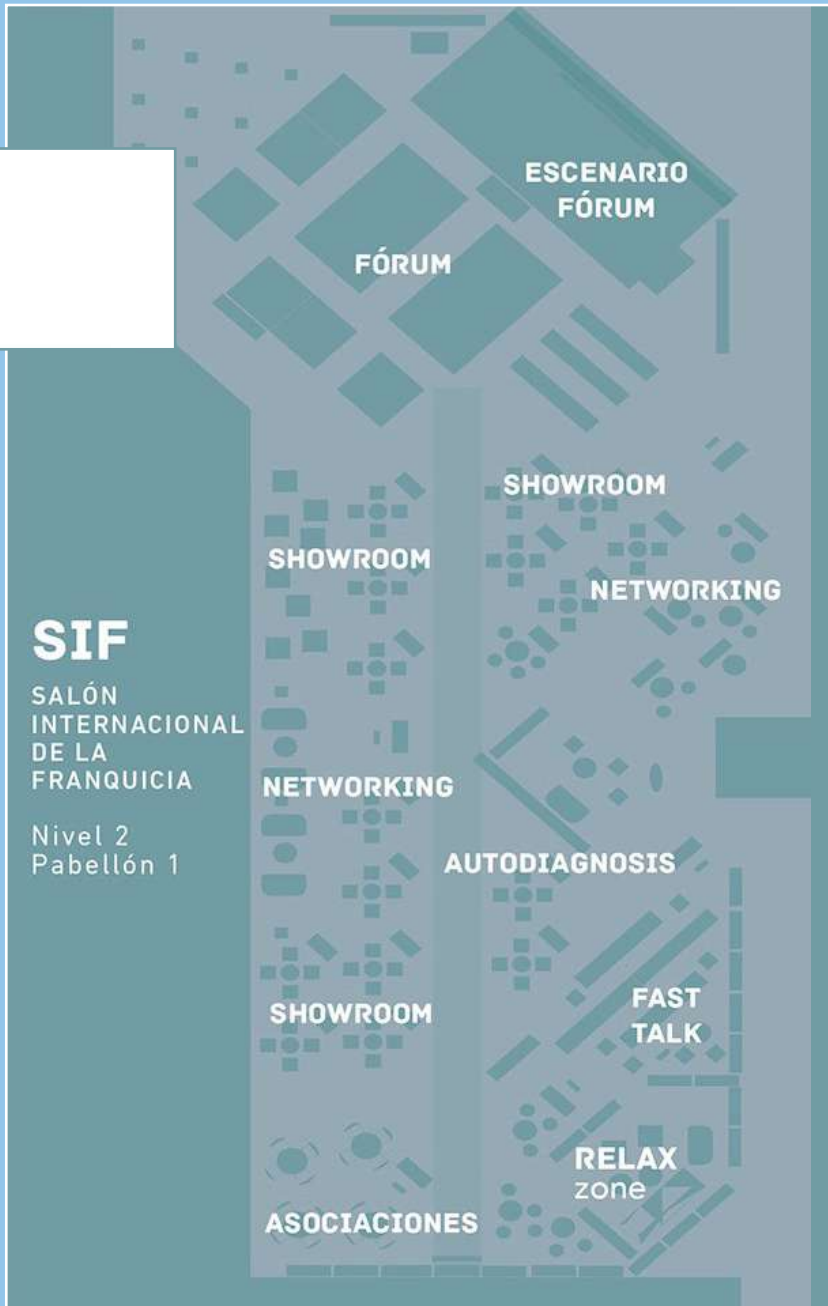 ESCENARIO
FÓRUM
FÓRUM
SHOWROOM
SHOWROOM
NETWORKING
SIF
SALÓN
INTERNACIONAL
DE LA
FRANQUICIA
Nivel 2
Pabellón 1
NETWORKING
AUTODIAGNOSIS
SHOWROOM
FAST
TALK
RELAX
zone
ASOCIACIONES